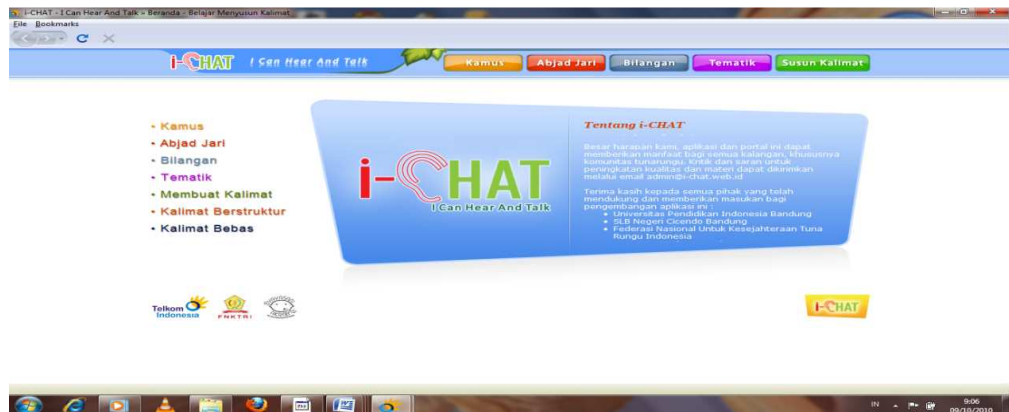 i-CHAT - I Can Hear And Talk » Beranda - Belajar Menyusun Kalimat
File Bookmarks
i-CHAT I Can Hear And Talk
Kamus Abjad Jari Bilangan Tematik Susun Kalimat
- Kamus
- Abjad Jari
- Bilangan
- Tematik
- Membuat Kalimat
- Kalimat Berstruktur
- Kalimat Bebas
i-CHAT
I Can Hear And Talk
Tentang i-CHAT
Besar harapan kami, aplikasi dan portal ini dapat
memberikan manfaat bagi semua kalangan, khususnya
komunitas tunarungu. Kritik dan saran untuk
peningkatan kualitas dan materi dapat dikirimkan
melalui email admin@i-chat.web.id
Terima kasih kepada semua pihak yang telah
mendukung dan memberikan masukan bagi
pengembangan aplikasi ini :
• Universitas Pendidikan Indonesia Bandung
• SLB Negeri Cicendo Bandung
• Federasi Nasional Untuk Kesejahteraan Tuna
Rungu Indonesia
Telkom
Indonesia
FNKTRI
i-CHAT
IN
9:06
09/10/2010